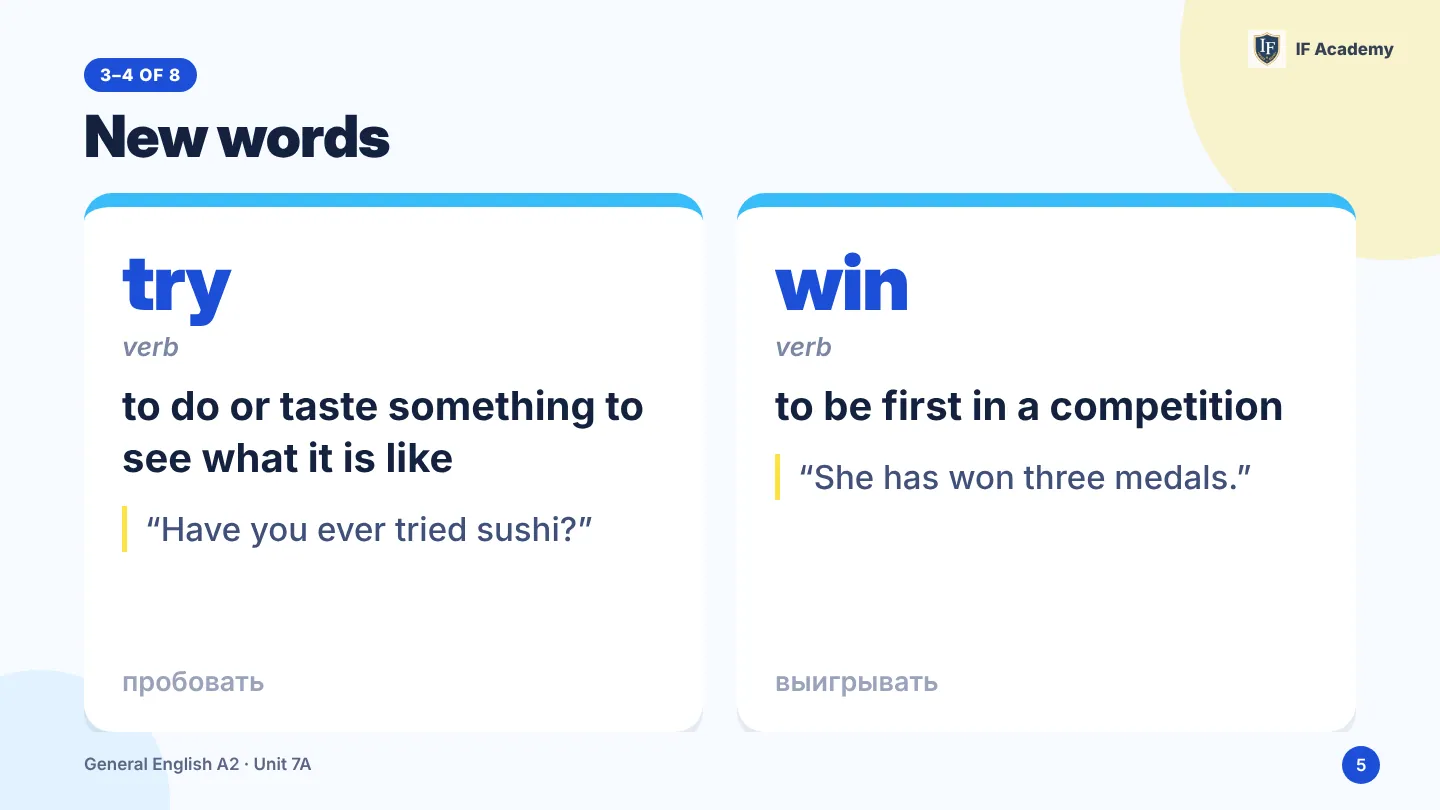 IF
IF Academy
3–4 OF 8
New words
try
verb
to do or taste something to
see what it is like
“Have you ever tried sushi?”
пробовать
win
verb
to be first in a competition
“She has won three medals.”
выигрывать
General English A2 · Unit 7A
5